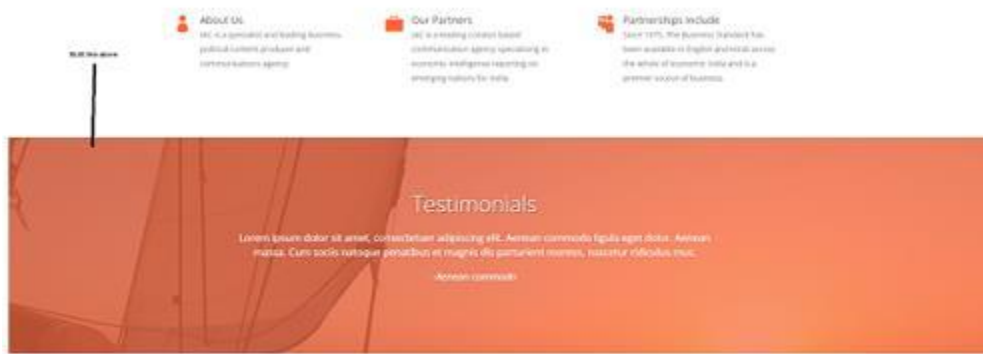 About Us
IAC is a specialist and leading business,
political content producer and
communications agency.
Our Partners
IAC is a leading content based
communication agency specialising in
economic intelligence reporting on
emerging nations for India.
Partnerships Include
Since 1975, The Business Standard has
been available in English and Hindi across
the whole of economic India and is a
premier source of business.
line above
Testimonials
Lorem ipsum dolor sit amet, consectetuer adipiscing elit. Aenean commodo ligula eget dolor. Aenean
massa. Cum sociis natoque penatibus et magnis dis parturient montes, nascetur ridiculus mus.
-Aenean commodo